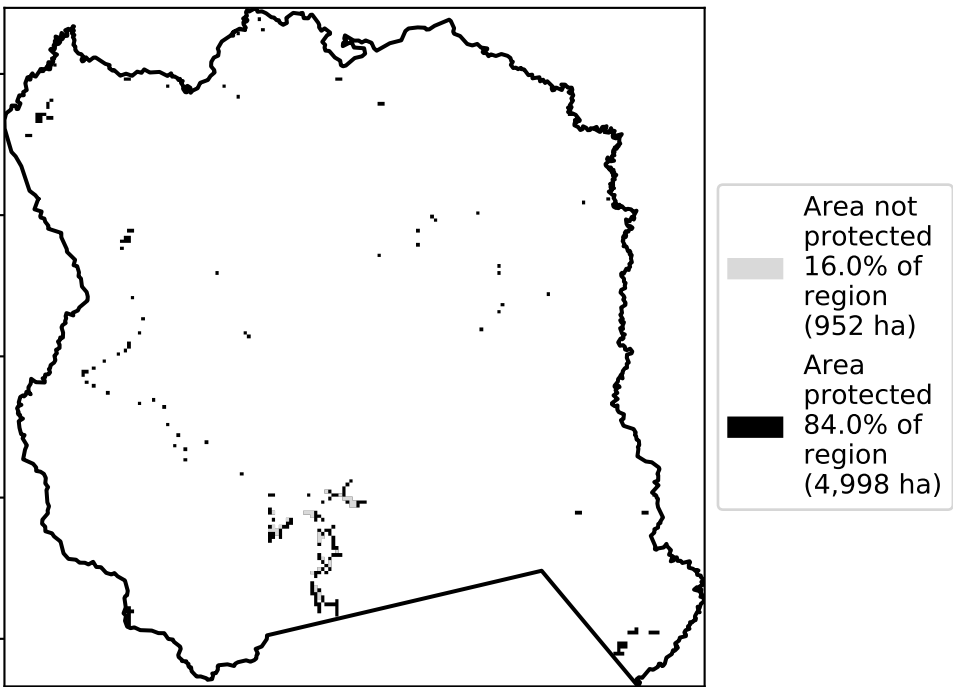 Area not
protected
16.0% of
region
(952 ha)
Area
protected
84.0% of
region
(4,998 ha)